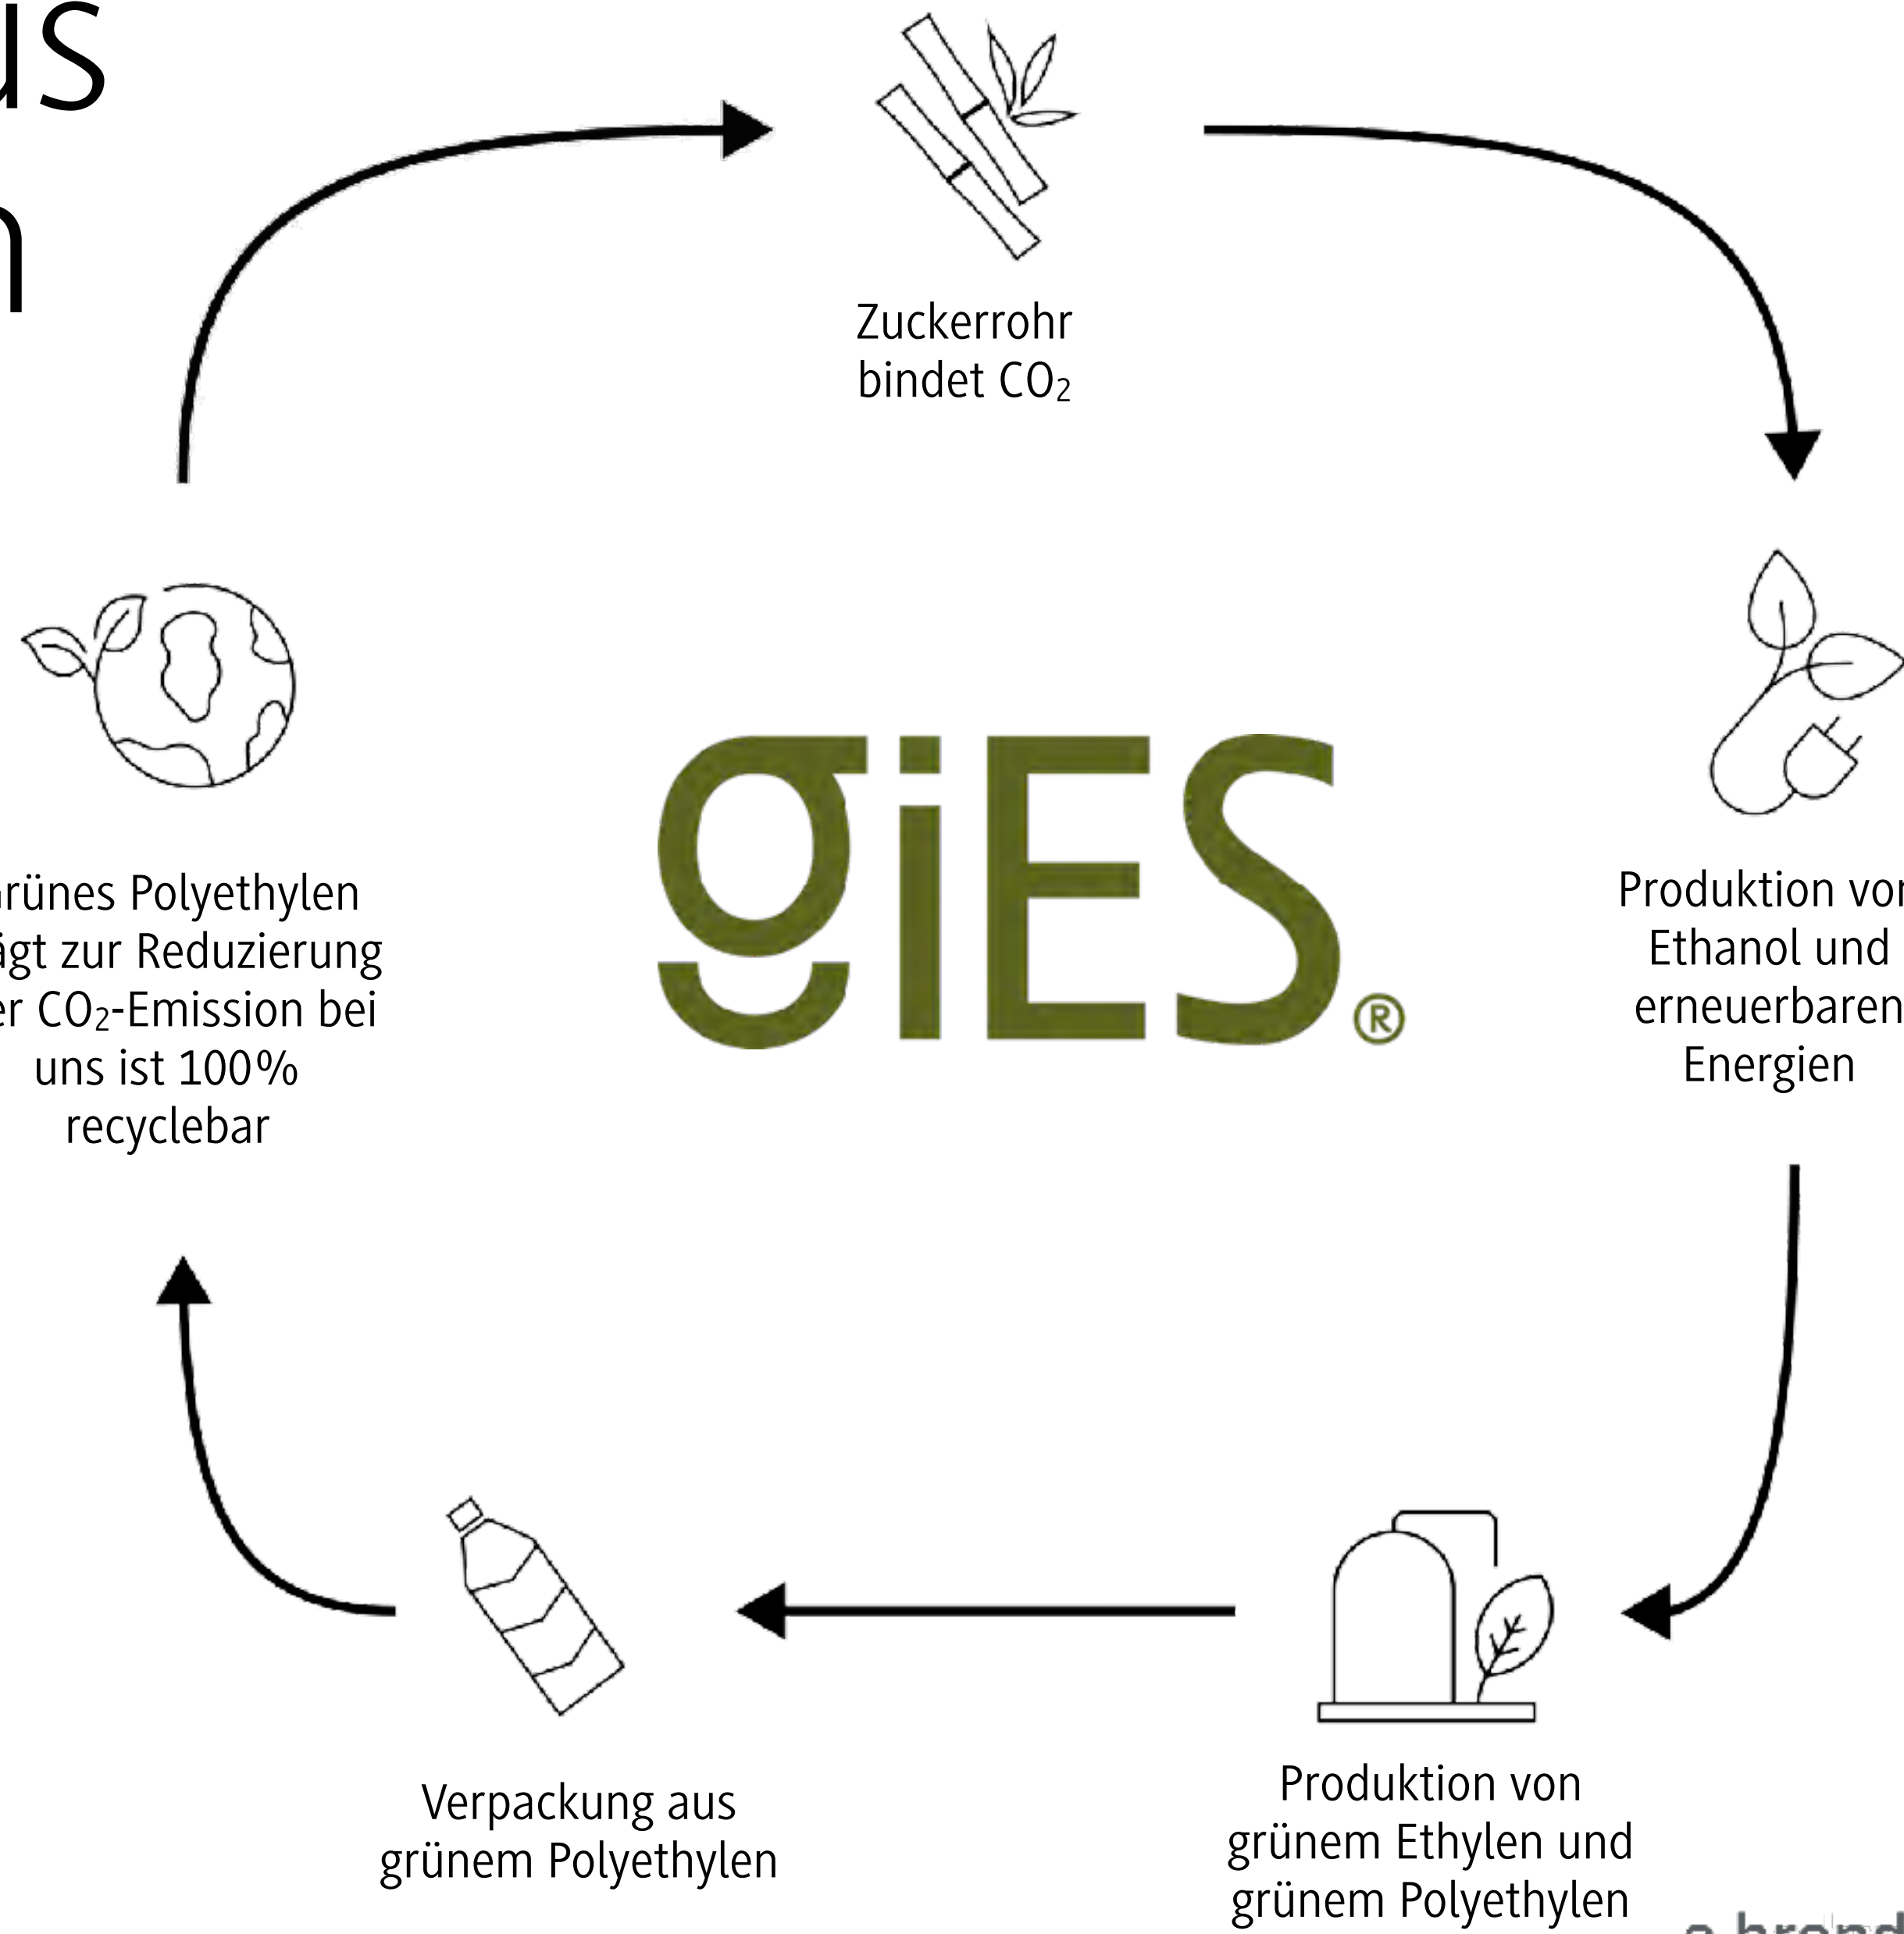 us
n
Zuckerrohr
bindet CO₂
rünes Polyethylen
ägt zur Reduzierung
er CO₂-Emission bei
uns ist 100%
recyclebar
giES®
Produktion von
Ethanol und
erneuerbaren
Energien
Verpackung aus
grünem Polyethylen
Produktion von
grünem Ethylen und
grünem Polyethylen